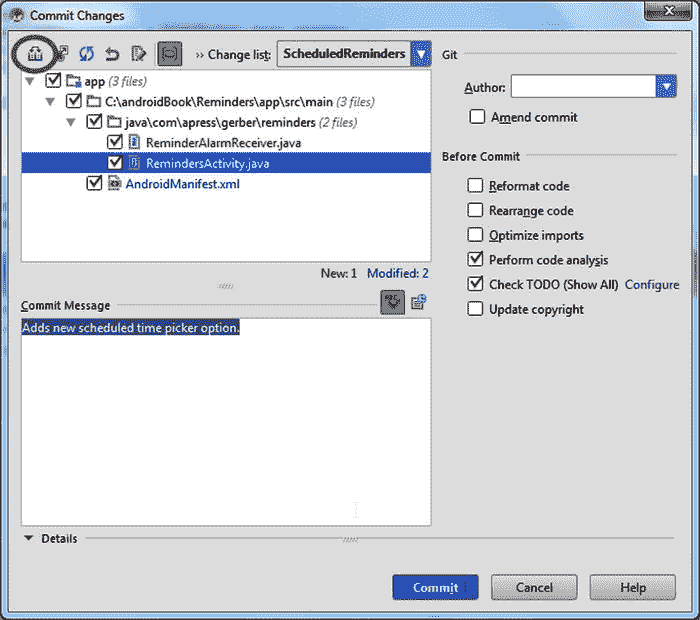 Commit Changes
›› Change list: ScheduledReminders
app (3 files)
C:\androidBook\Reminders\app\src\main (3 files)
java\com\apress\gerber\reminders (2 files)
ReminderAlarmReceiver.java
RemindersActivity.java
AndroidManifest.xml
New: 1 Modified: 2
Commit Message
Adds new scheduled time picker option.
Details
Git
Author:
Amend commit
Before Commit
Reformat code
Rearrange code
Optimize imports
Perform code analysis
Check TODO (Show All) Configure
Update copyright
Commit Cancel Help